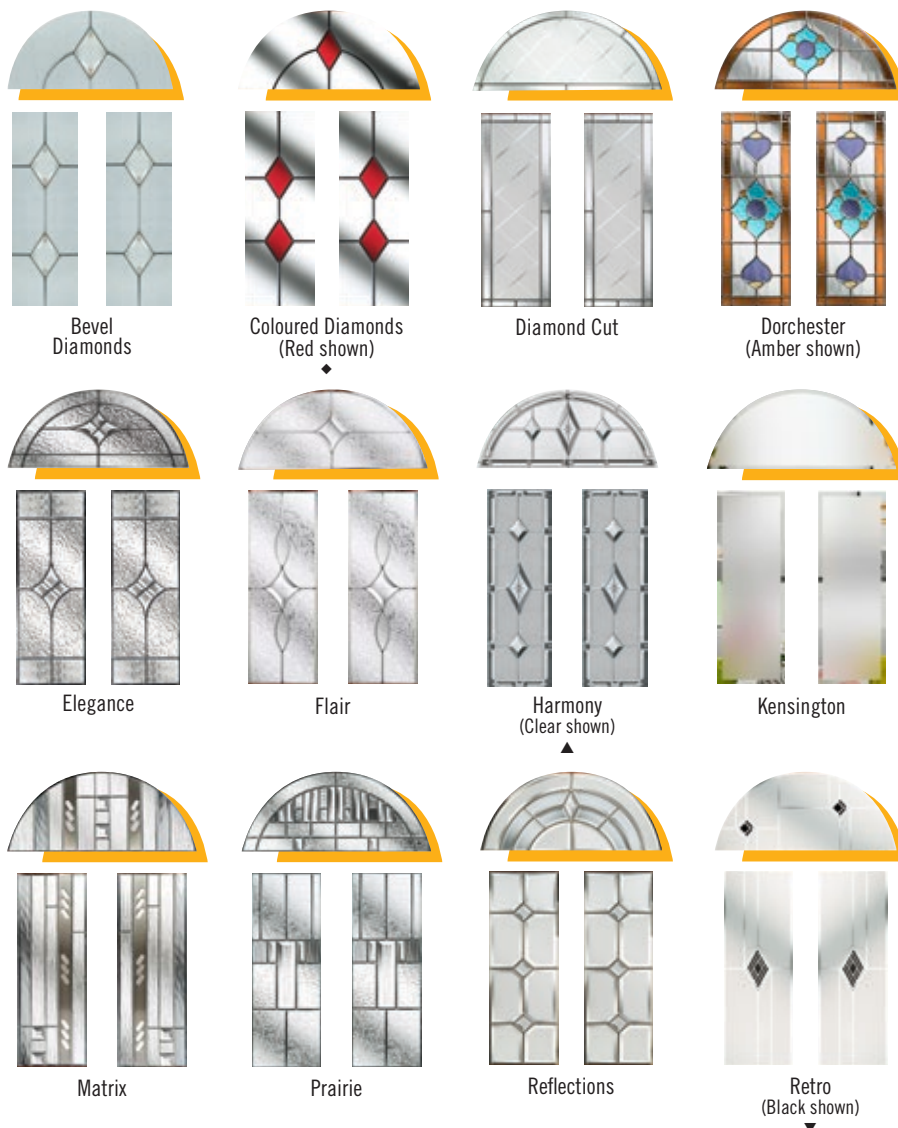 Bevel
Diamonds
Coloured Diamonds
(Red shown)
◆
Diamond Cut
Dorchester
(Amber shown)
Elegance
Flair
Harmony
(Clear shown)
▲
Kensington
Matrix
Prairie
Reflections
Retro
(Black shown)
▼